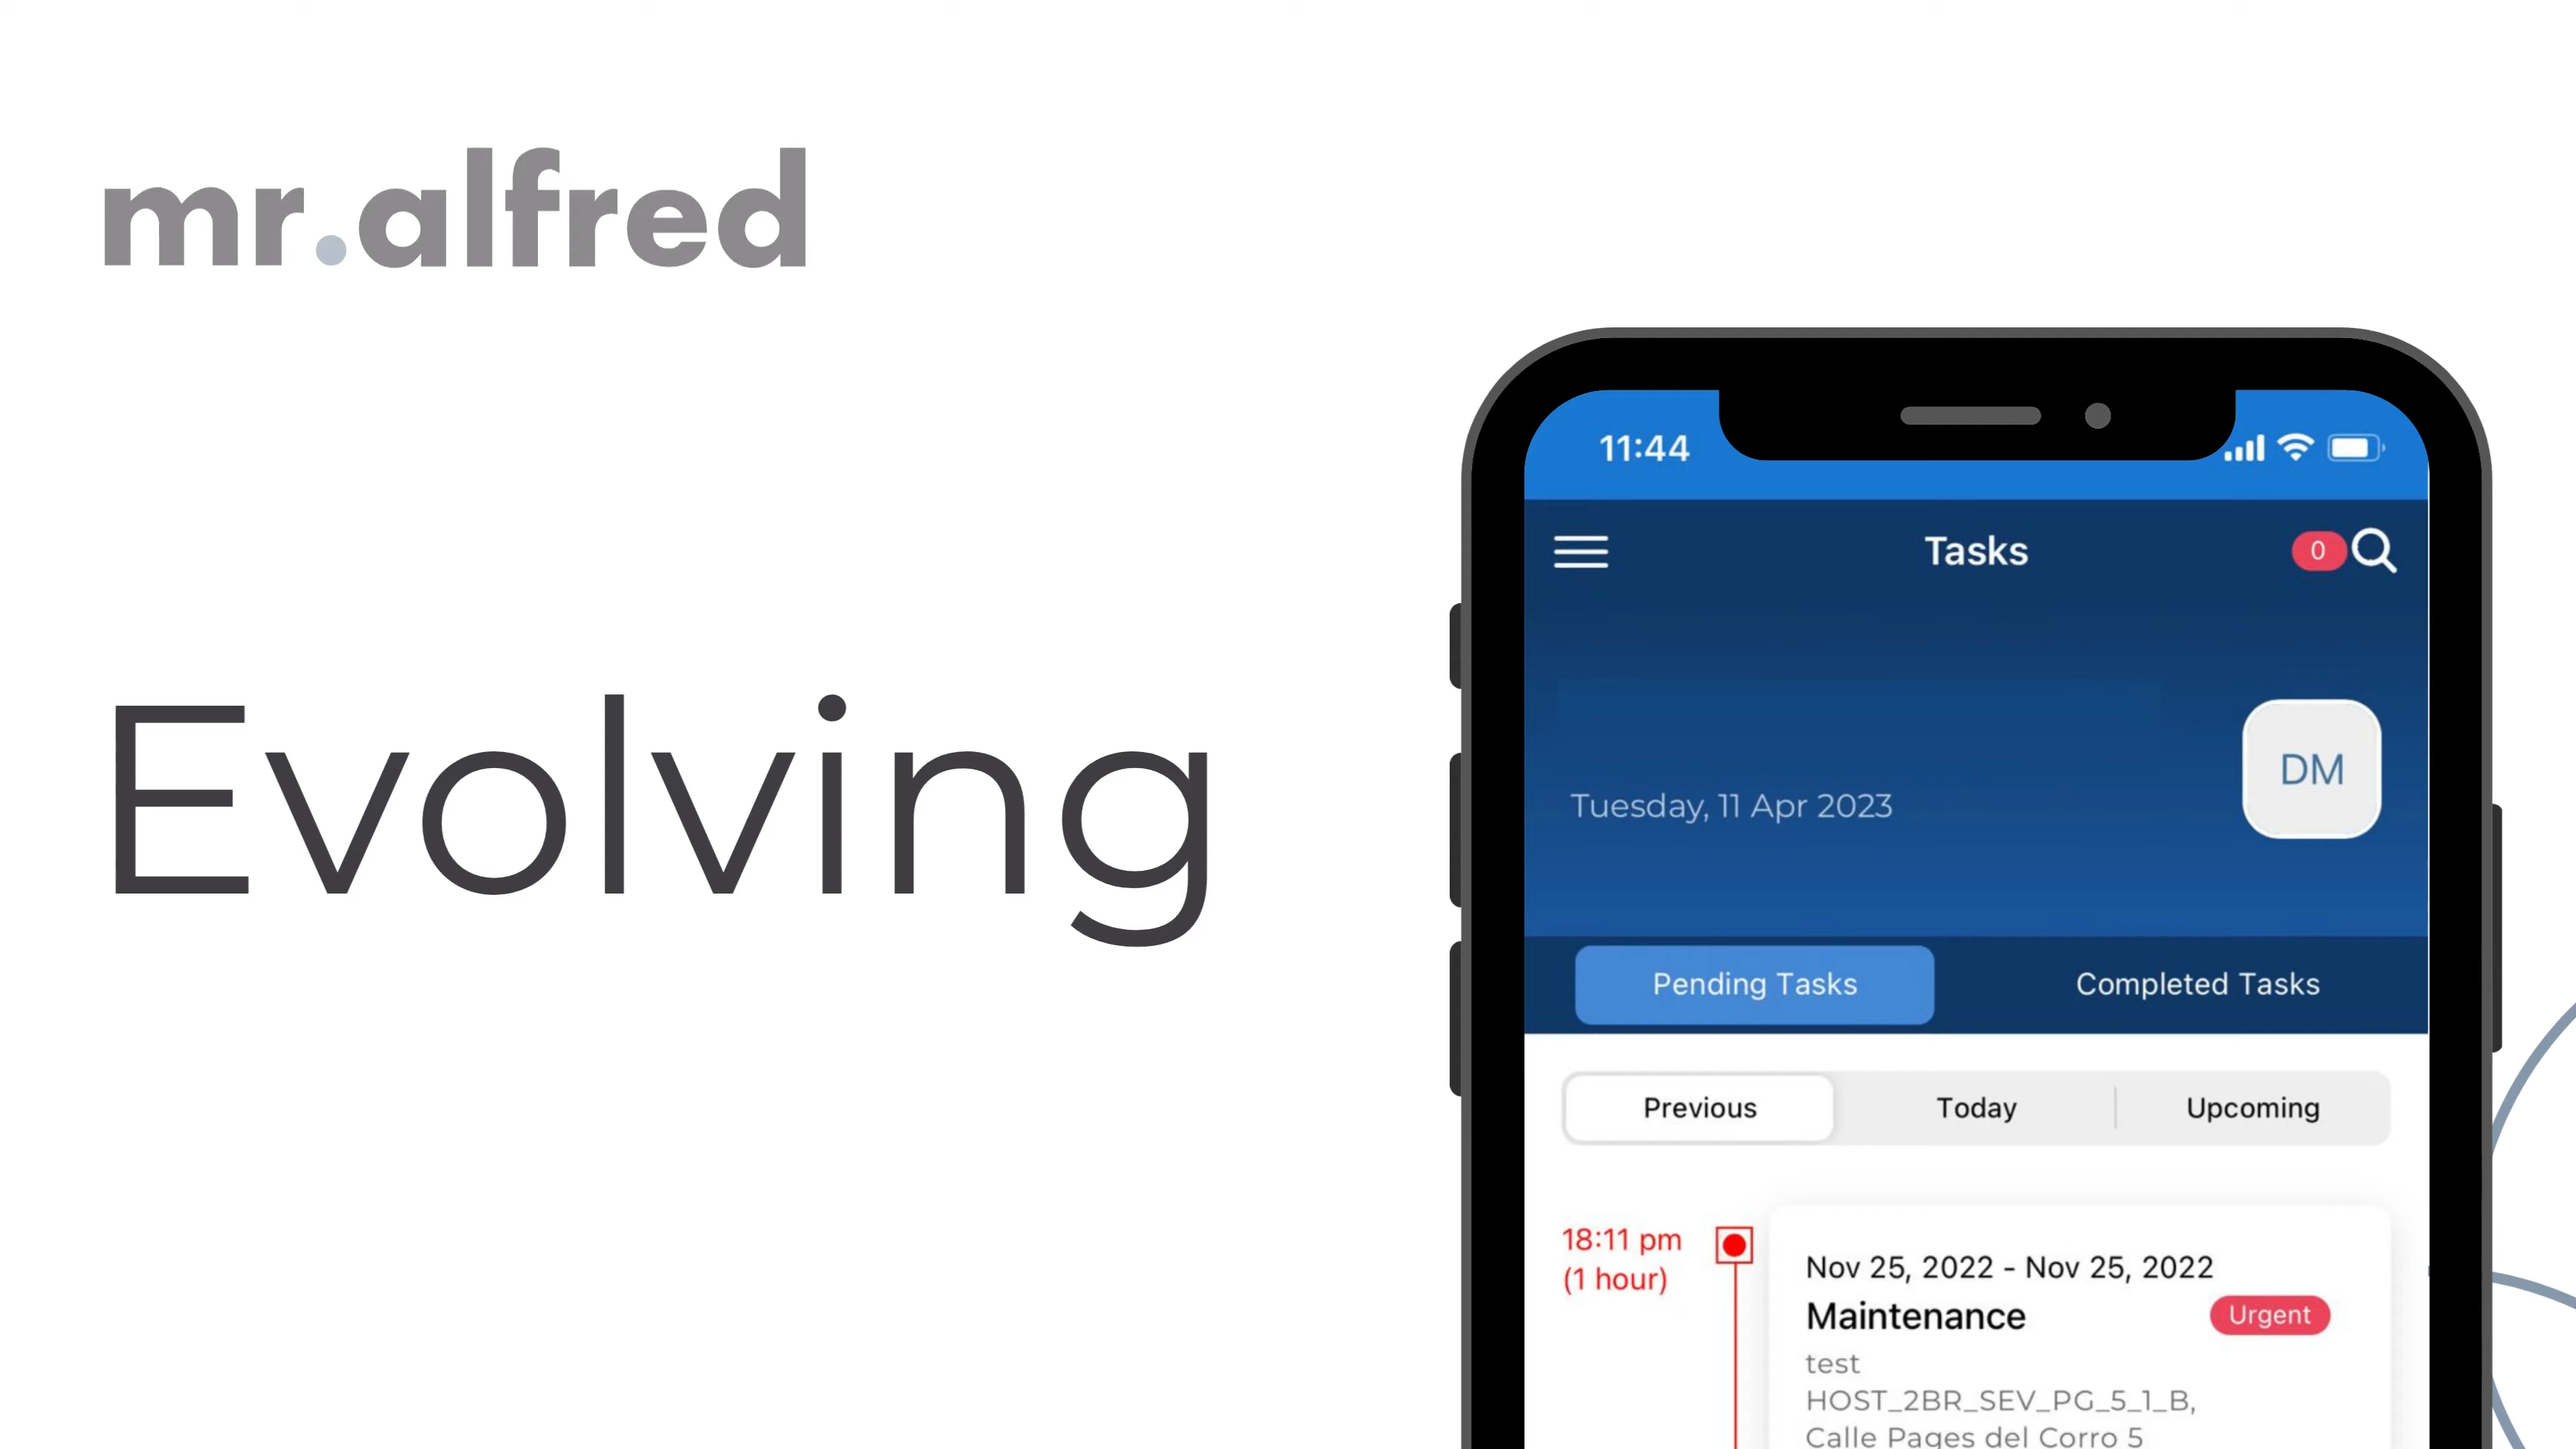 mr.alfred
Evolving
11:44
Tasks
0
DM
Tuesday, 11 Apr 2023
Pending Tasks
Completed Tasks
Previous
Today
Upcoming
18:11 pm
(1 hour)
Nov 25, 2022 - Nov 25, 2022
Maintenance
Urgent
test
HOST_2BR_SEV_PG_5_1_B,
Calle Pages del Corro 5